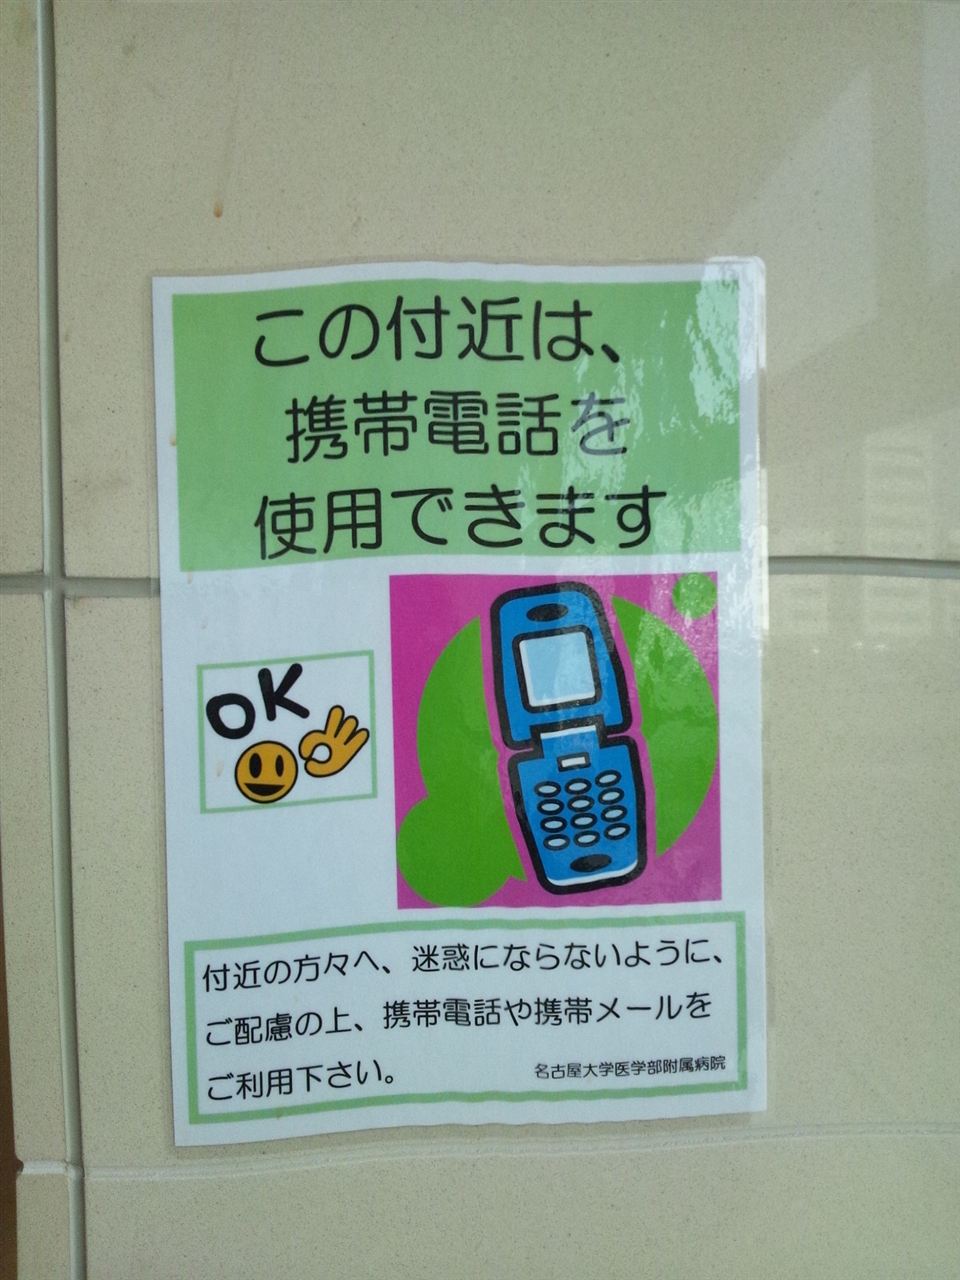 この付近は、
携帯電話を
使用できます
OK
付近の方々へ、迷惑にならないように、
ご配慮の上、携帯電話や携帯メールを
ご利用下さい。
名古屋大学医学部附属病院